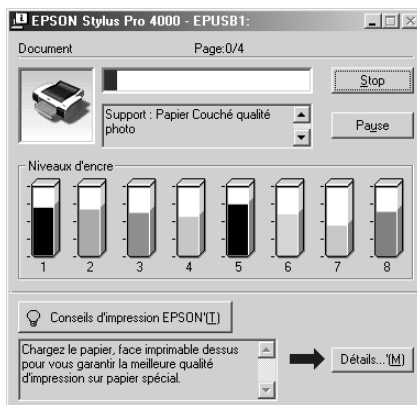 EPSON Stylus Pro 4000 - EPUSB1:
Document Page:0/4
Stop
Support : Papier Couché qualité
photo
Pause
Niveaux d'encre
1 2 3 4 5 6 7 8
Conseils d'impression EPSON'(T)
Chargez le papier, face imprimable dessus
pour vous garantir la meilleure qualité
d'impression sur papier spécial.
Détails...'(M)